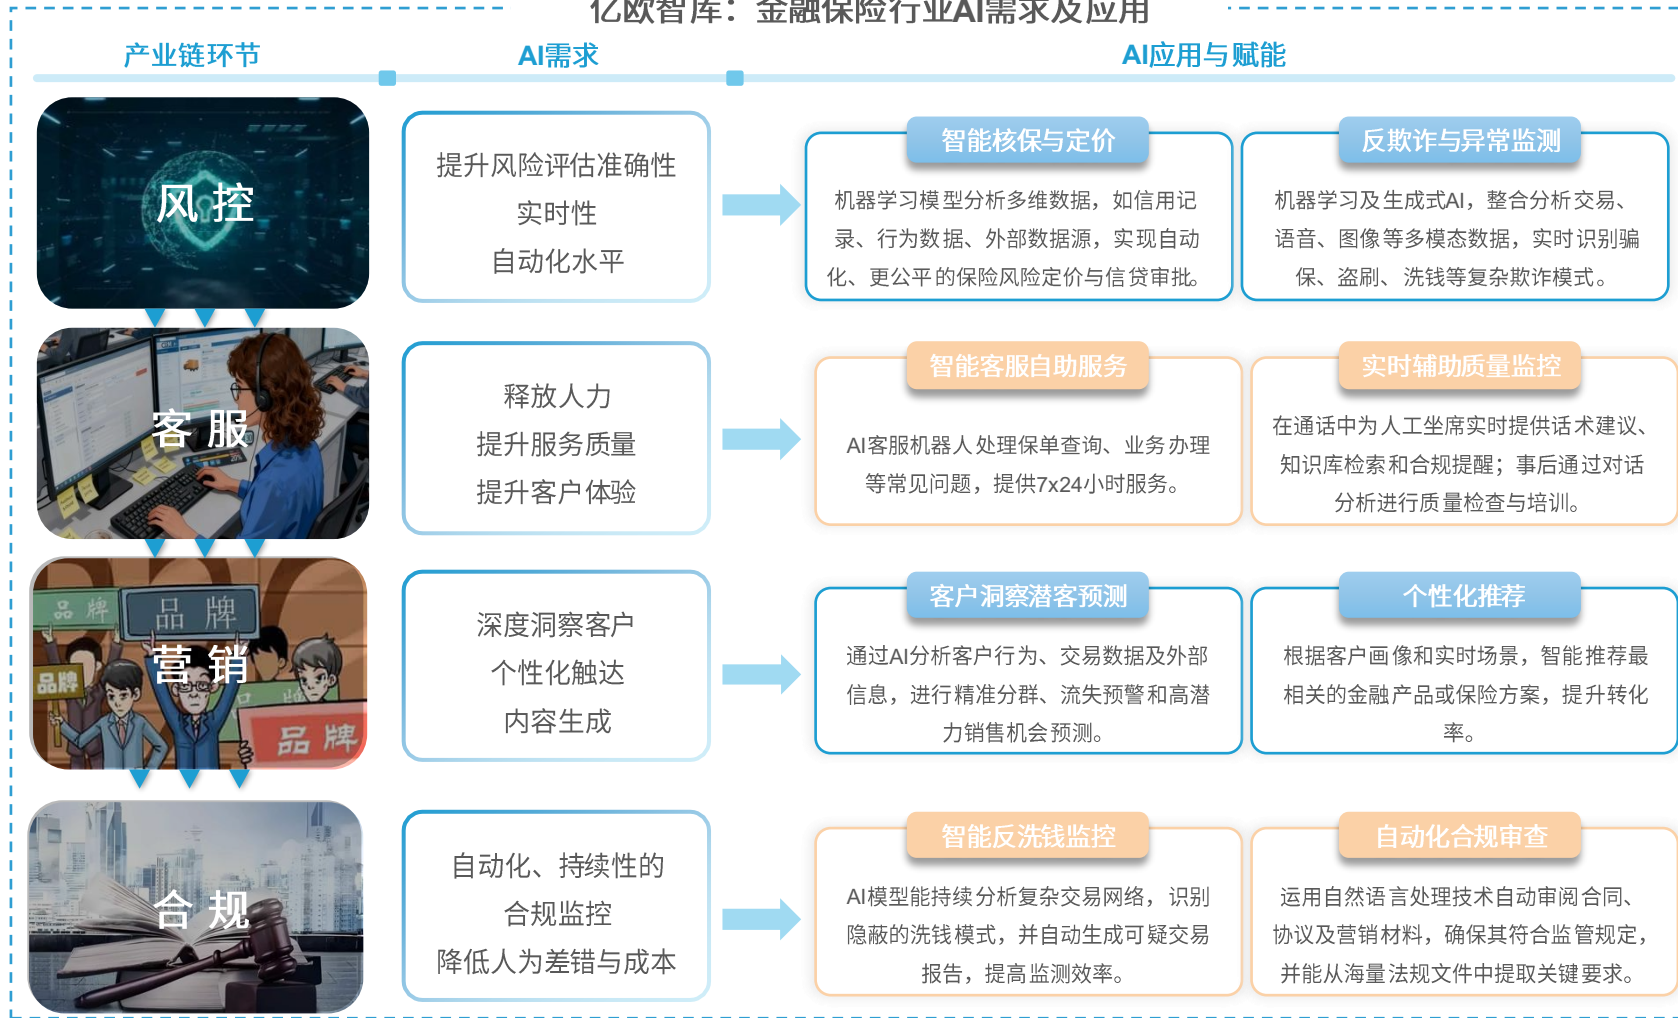 亿欧智库：金融保险行业AI需求及应用
产业链环节
AI需求
AI应用与赋能
风 控
提升风险评估准确性
实时性
自动化水平
智能核保与定价
机器学习模型分析多维数据，如信用记
录、行为数据、外部数据源，实现自动
化、更公平的保险风险定价与信贷审批。
反欺诈与异常监测
机器学习及生成式AI，整合分析交易、
语音、图像等多模态数据，实时识别骗
保、盗刷、洗钱等复杂欺诈模式。
客 服
释放人力
提升服务质量
提升客户体验
智能客服自助服务
AI客服机器人处理保单查询、业务办理
等常见问题，提供7x24小时服务。
实时辅助质量监控
在通话中为人工坐席实时提供话术建议、
知识库检索和合规提醒；事后通过对话
分析进行质量检查与培训。
品 牌
品 牌
品牌
品 牌
品 牌
营 销
深度洞察客户
个性化触达
内容生成
客户洞察潜客预测
通过AI分析客户行为、交易数据及外部
信息，进行精准分群、流失预警和高潜
力销售机会预测。
个性化推荐
根据客户画像和实时场景，智能推荐最
相关的金融产品或保险方案，提升转化
率。
合 规
自动化、持续性的
合规监控
降低人为差错与成本
智能反洗钱监控
AI模型能持续分析复杂交易网络，识别
隐蔽的洗钱模式，并自动生成可疑交易
报告，提高监测效率。
自动化合规审查
运用自然语言处理技术自动审阅合同、
协议及营销材料，确保其符合监管规定，
并能从海量法规文件中提取关键要求。